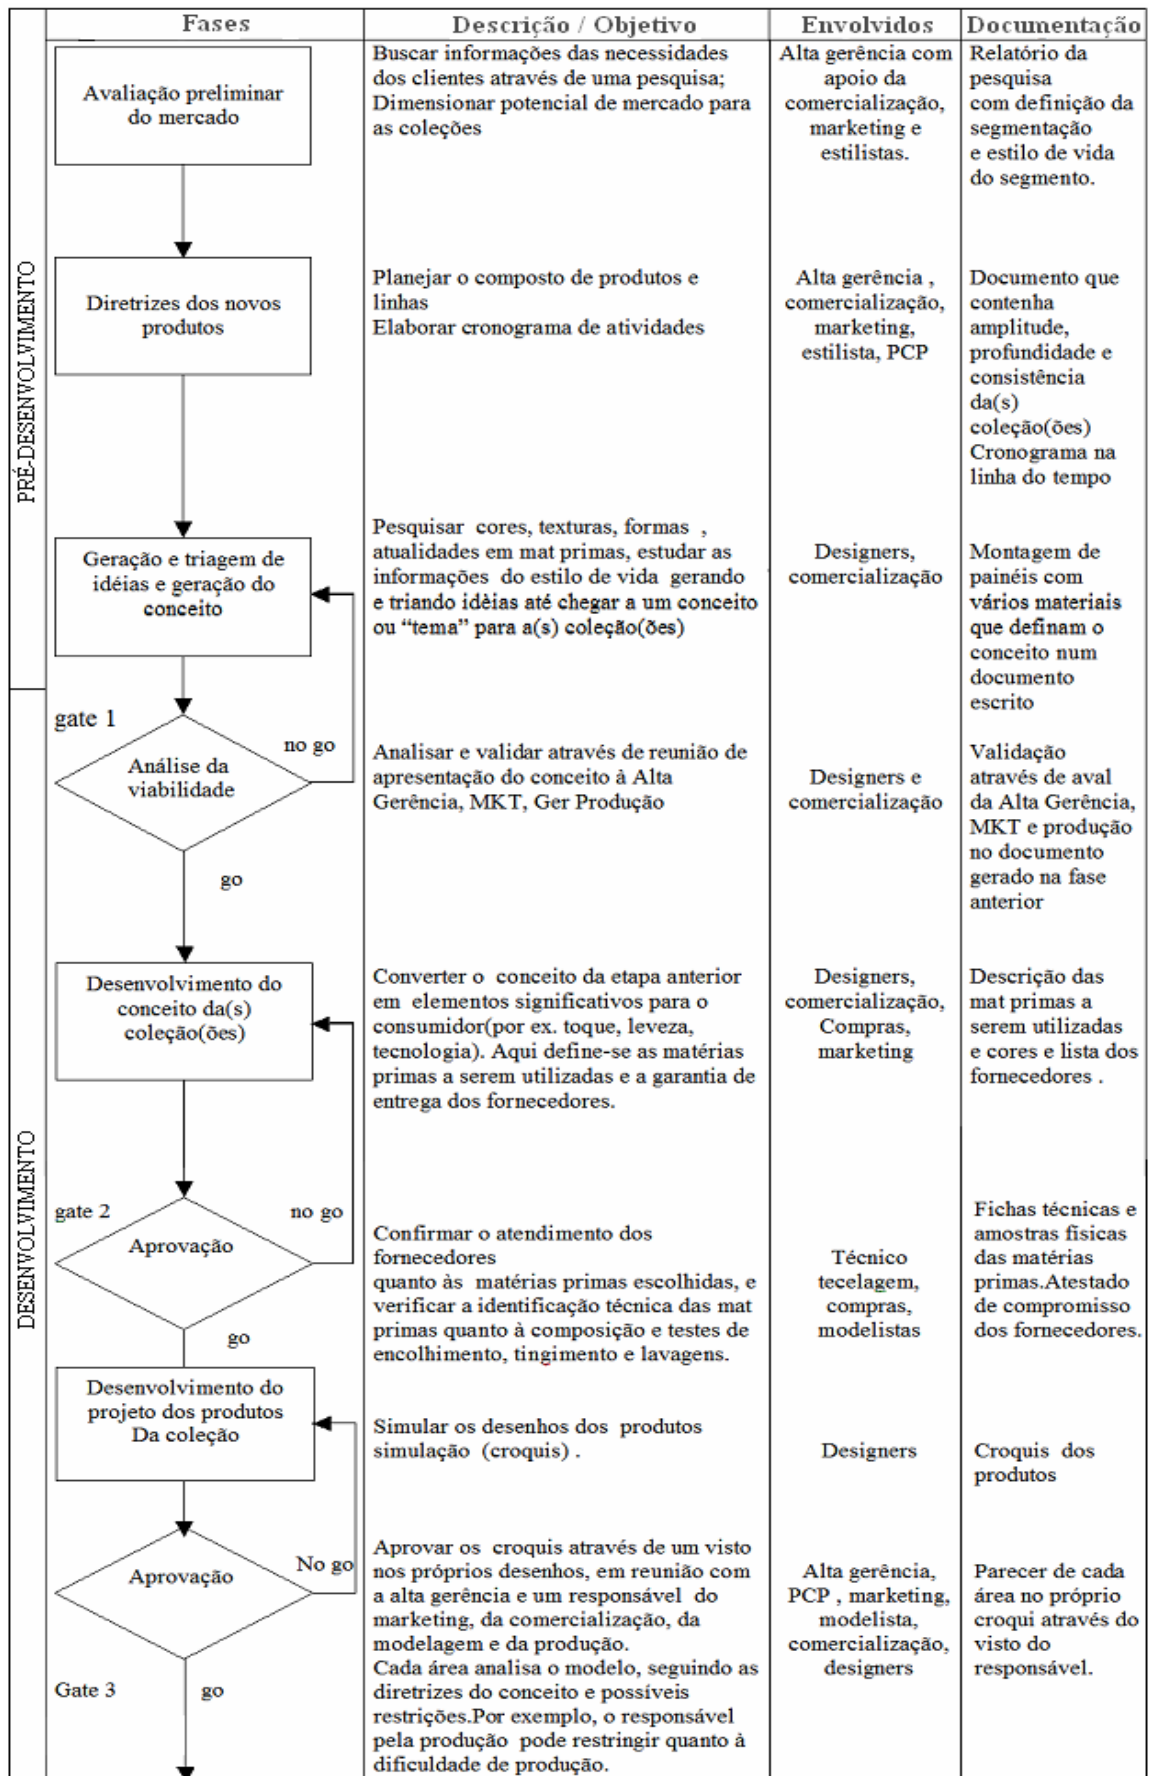 Fases
Descrição / Objetivo
Envolvidos
Documentação
PRÉ-DESENVOLVIMENTO
Avaliação preliminar
do mercado
Buscar informações das necessidades
dos clientes através de uma pesquisa;
Dimensionar potencial de mercado para
as coleções
Alta gerência com
apoio da
comercialização,
marketing e
estilistas.
Relatório da
pesquisa
com definição da
segmentação
e estilo de vida
do segmento.
Diretrizes dos novos
produtos
Planejar o composto de produtos e
linhas
Elaborar cronograma de atividades
Alta gerência ,
comercialização,
marketing,
estilista, PCP
Documento que
contenha
amplitude,
profundidade e
consistência
da(s)
coleção(ões)
Cronograma na
linha do tempo
Geração e triagem de
idéias e geração do
conceito
Pesquisar cores, texturas, formas ,
atualidades em mat primas, estudar as
informações do estilo de vida gerando
e triando idèias até chegar a um conceito
ou “tema” para a(s) coleção(ões)
Designers,
comercialização
Montagem de
painéis com
vários materiais
que definam o
conceito num
documento
escrito
DESENVOLVIMENTO
gate 1
Análise da
viabilidade
no go
go
Analisar e validar através de reunião de
apresentação do conceito à Alta
Gerência, MKT, Ger Produção
Designers e
comercialização
Validação
através de aval
da Alta Gerência,
MKT e produção
no documento
gerado na fase
anterior
Desenvolvimento do
conceito da(s)
coleção(ões)
Converter o conceito da etapa anterior
em elementos significativos para o
consumidor(por ex. toque, leveza,
tecnologia). Aqui define-se as matérias
primas a serem utilizadas e a garantia de
entrega dos fornecedores.
Designers,
comercialização,
Compras,
marketing
Descrição das
mat primas a
serem utilizadas
e cores e lista dos
fornecedores .
gate 2
Aprovação
no go
go
Confirmar o atendimento dos
fornecedores
quanto às matérias primas escolhidas, e
verificar a identificação técnica das mat
primas quanto à composição e testes de
encolhimento, tingimento e lavagens.
Técnico
tecelagem,
compras,
modelistas
Fichas técnicas e
amostras físicas
das matérias
primas.Atestado
de compromisso
dos fornecedores.
Desenvolvimento do
projeto dos produtos
Da coleção
Simular os desenhos dos produtos
simulação (croquis) .
Designers
Croquis dos
produtos
Aprovação
No go
Gate 3
go
Aprovar os croquis através de um visto
nos próprios desenhos, em reunião com
a alta gerência e um responsável do
marketing, da comercialização, da
modelagem e da produção.
Cada área analisa o modelo, seguindo as
diretrizes do conceito e possíveis
restrições.Por exemplo, o responsável
pela produção pode restringir quanto à
dificuldade de produção.
Alta gerência,
PCP , marketing,
modelista,
comercialização,
designers
Parecer de cada
área no próprio
croqui através do
visto do
responsável.